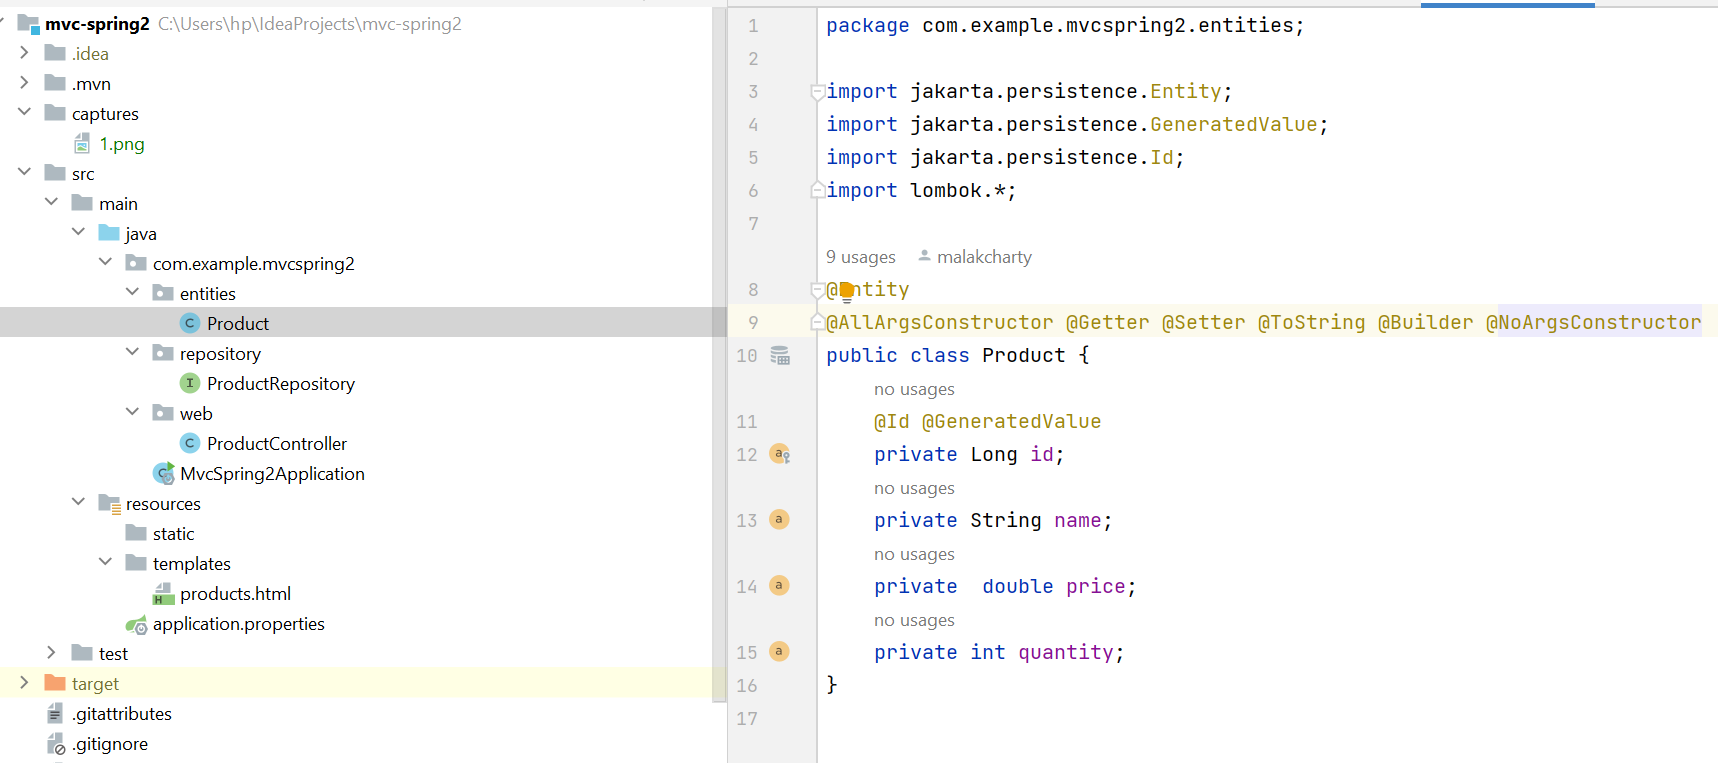 mvc-spring2 C:\Users\hp\IdeaProjects\mvc-spring2
.idea
.mvn
captures
1.png
src
main
java
com.example.mvcspring2
entities
Product
repository
ProductRepository
web
ProductController
MvcSpring2Application
resources
static
templates
products.html
application.properties
test
target
.gitattributes
.gitignore
1 package com.example.mvcspring2.entities;
2
3 import jakarta.persistence.Entity;
4 import jakarta.persistence.GeneratedValue;
5 import jakarta.persistence.Id;
6 import lombok.*;
7
9 usages malakcharty
8 @Entity
9 @AllArgsConstructor @Getter @Setter @ToString @Builder @NoArgsConstructor
10 public class Product {
no usages
11 @Id @GeneratedValue
12 private Long id;
no usages
13 private String name;
no usages
14 private  double price;
no usages
15 private int quantity;
16 }
17